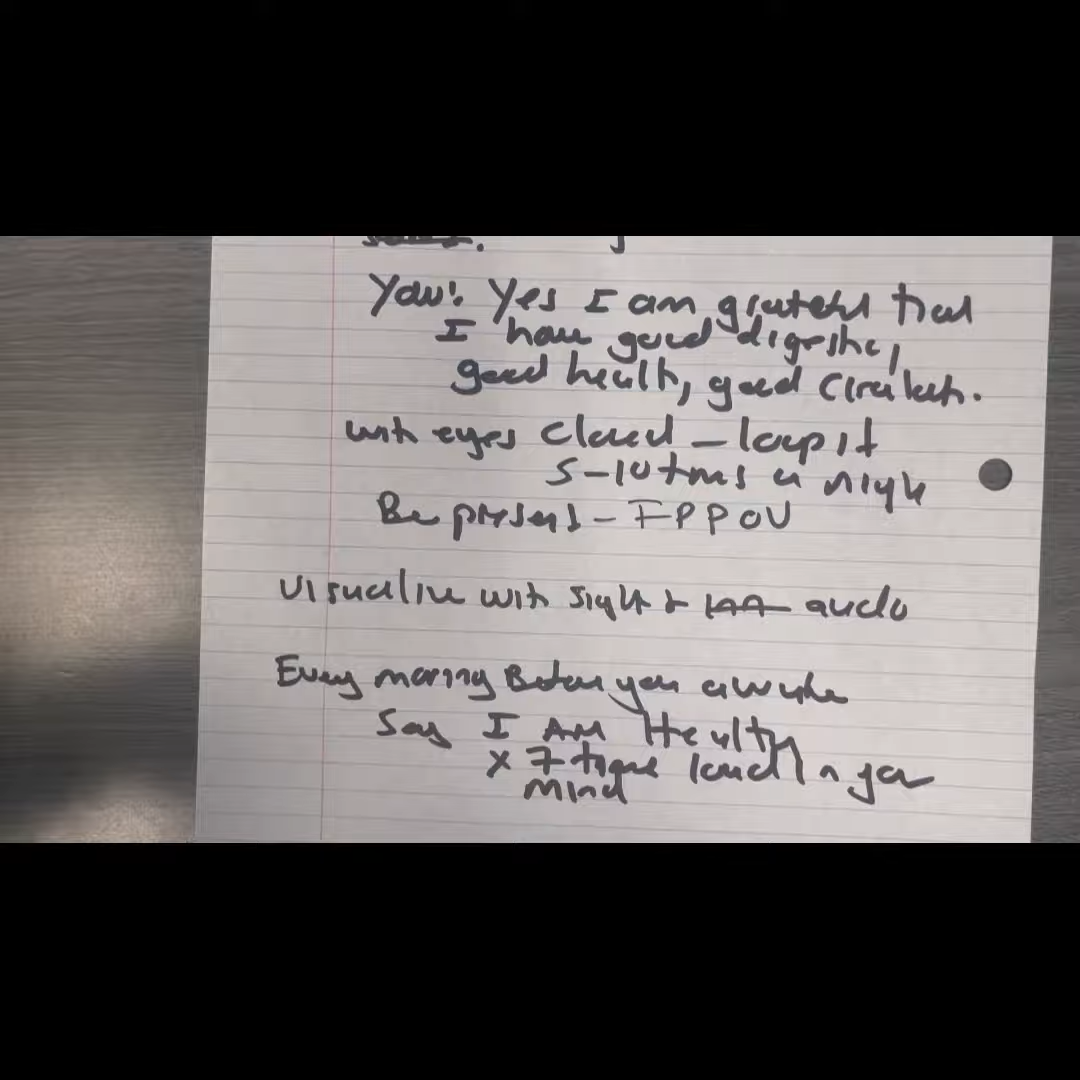 You: Yes I am grateful that
I have good digestion,
good health, good circulation.
with eyes closed – loop it
5-10 times a night
Be present – FPPOV
Visualize with sight + audio
Every morning Before you awake
Say I AM Healthy
x 7 times loud in your
mind